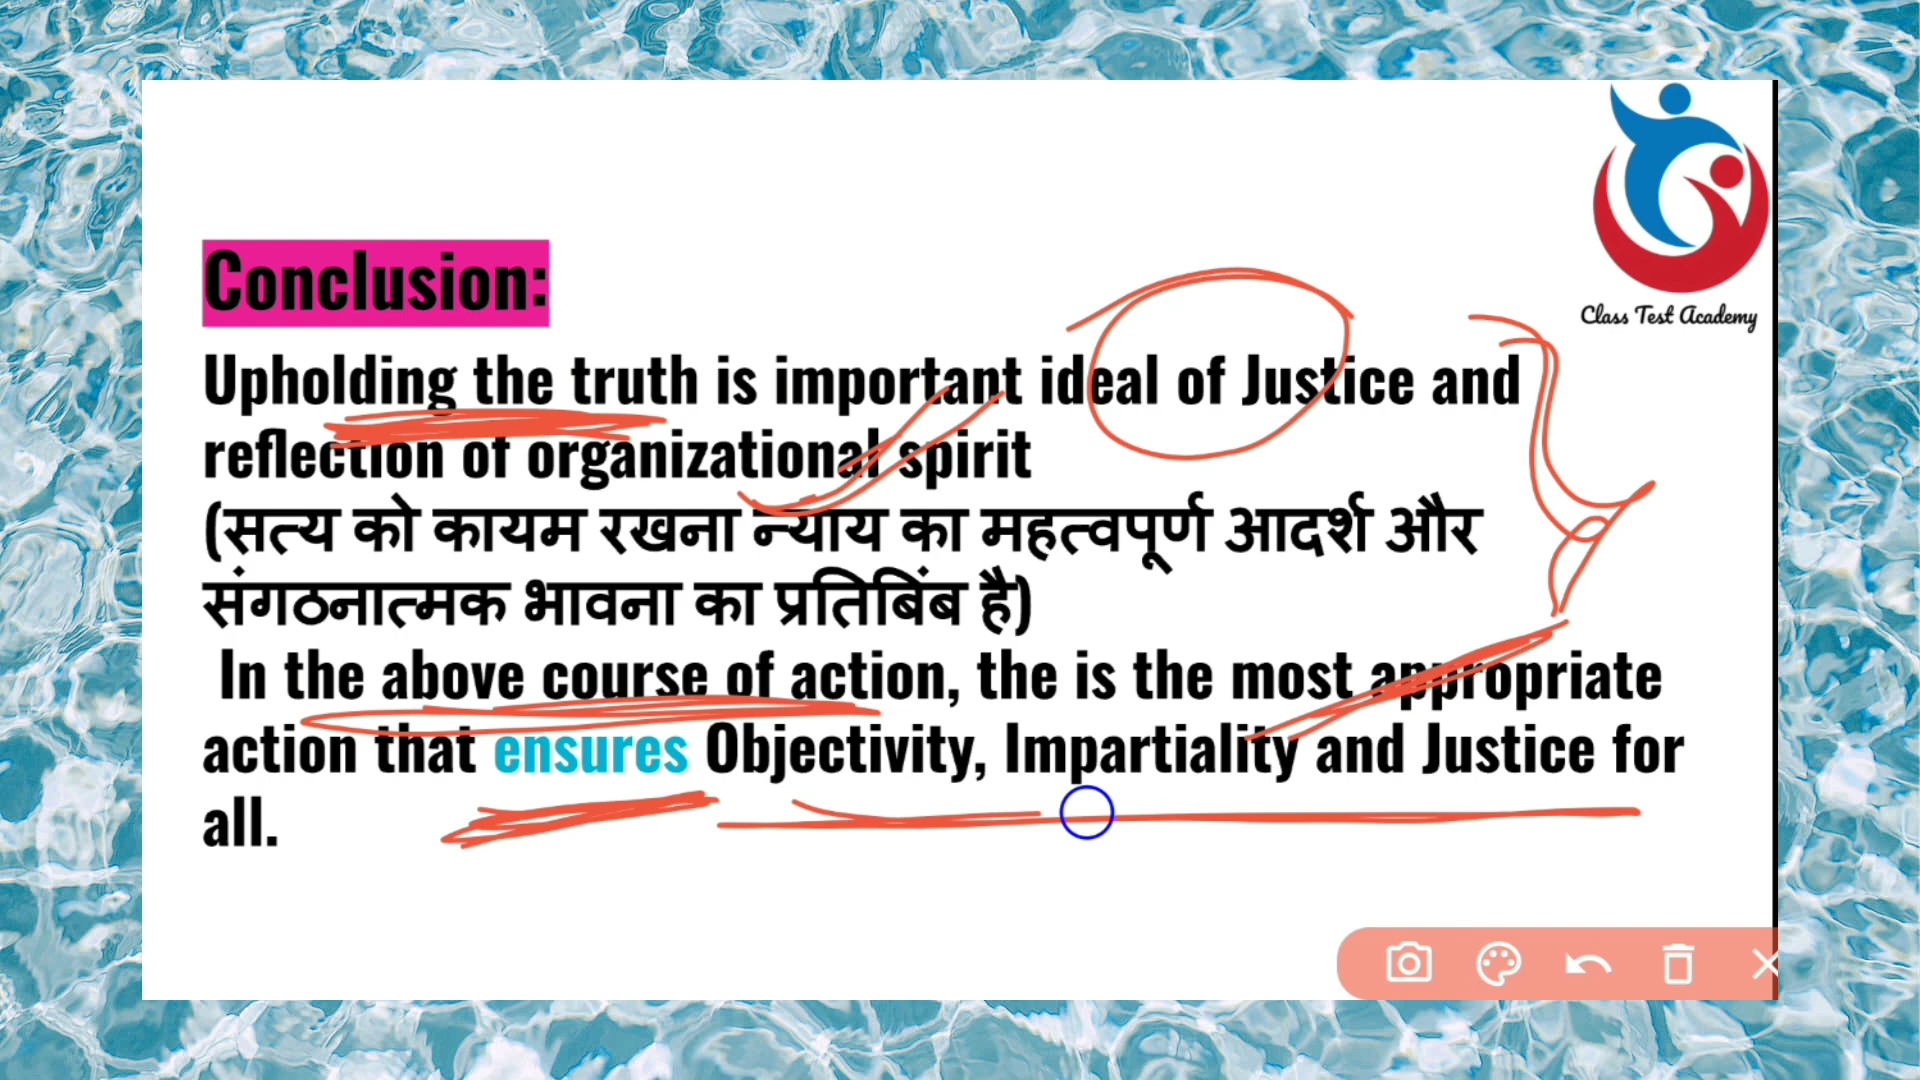 Class Test Academy
Conclusion:
Upholding the truth is important ideal of Justice and
reflection of organizational spirit
(सत्य को कायम रखना न्याय का महत्वपूर्ण आदर्श और
संगठनात्मक भावना का प्रतिबिंब है)
In the above course of action, the is the most appropriate
action that ensures Objectivity, Impartiality and Justice for
all.